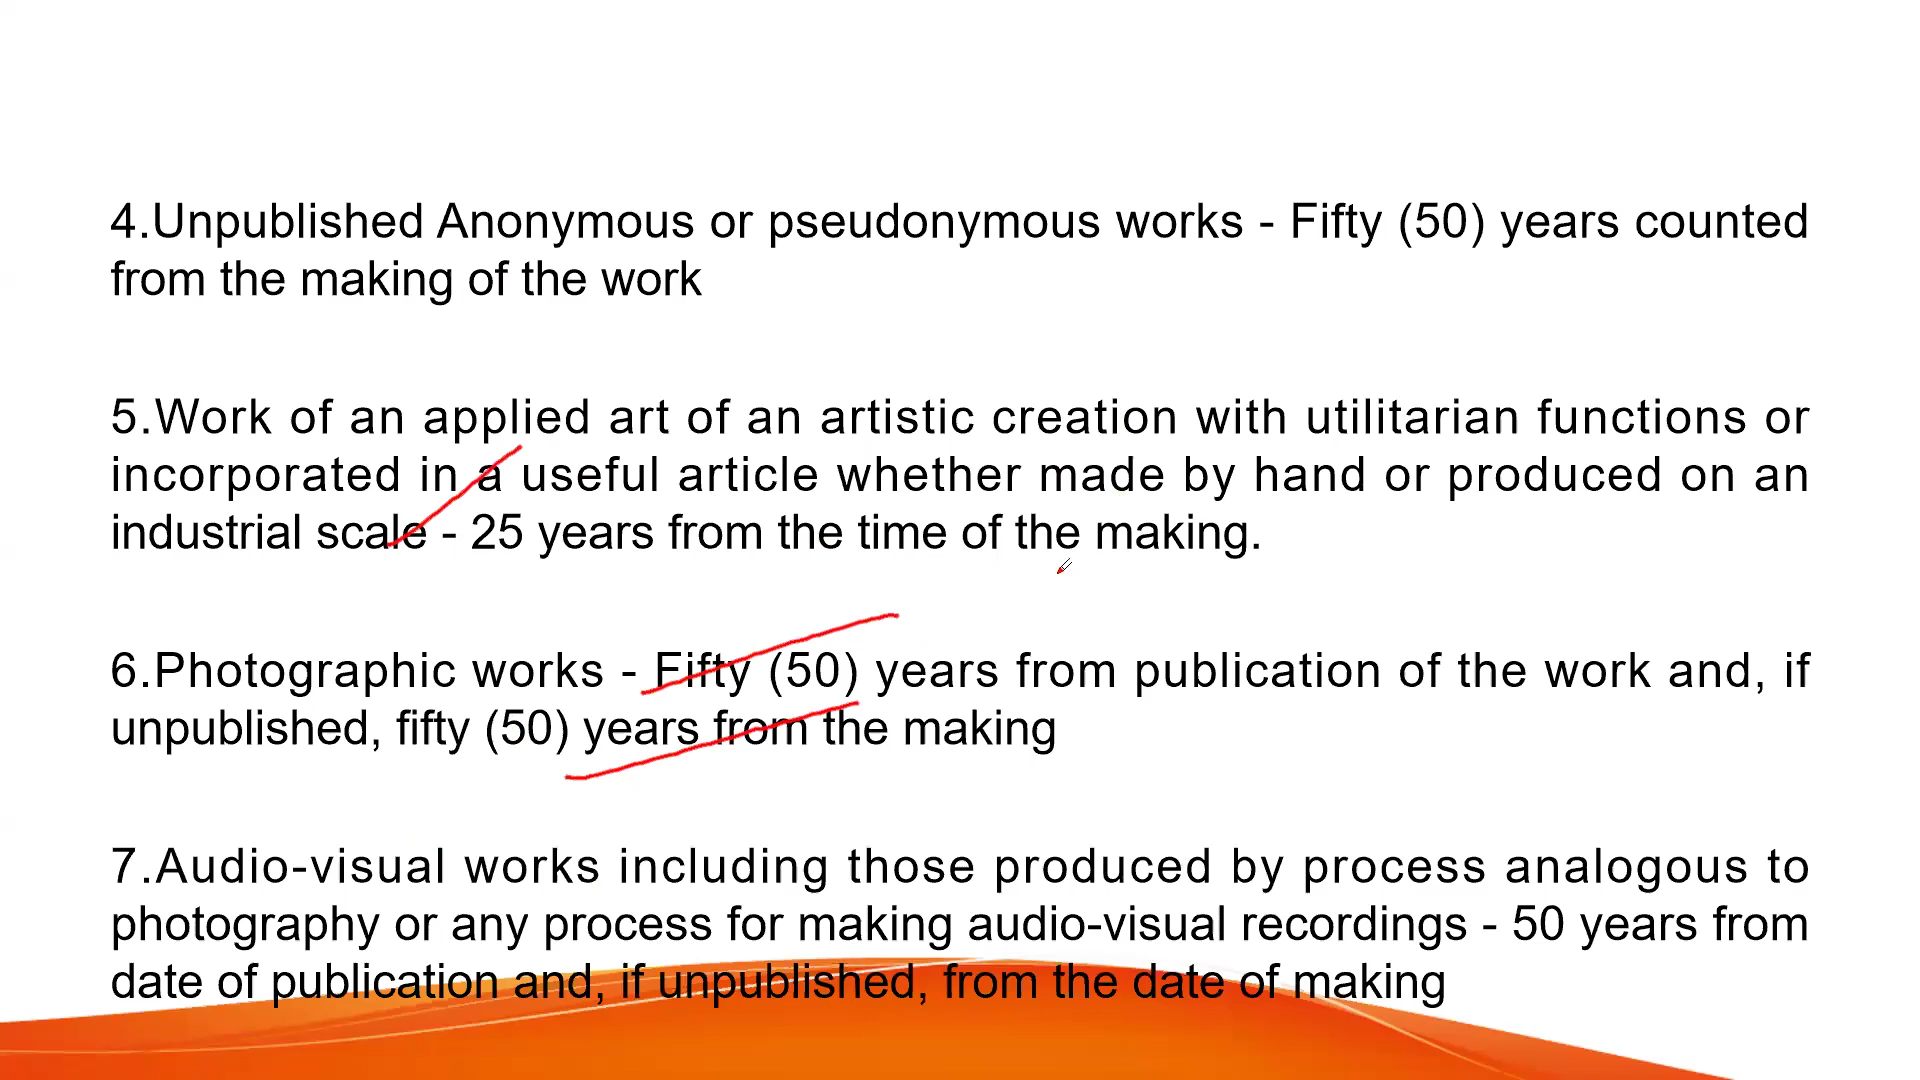 4.Unpublished Anonymous or pseudonymous works - Fifty (50) years counted
from the making of the work
5.Work of an applied art of an artistic creation with utilitarian functions or
incorporated in a useful article whether made by hand or produced on an
industrial scale - 25 years from the time of the making.
6.Photographic works - Fifty (50) years from publication of the work and, if
unpublished, fifty (50) years from the making
7.Audio-visual works including those produced by process analogous to
photography or any process for making audio-visual recordings - 50 years from
date of publication and, if unpublished, from the date of making